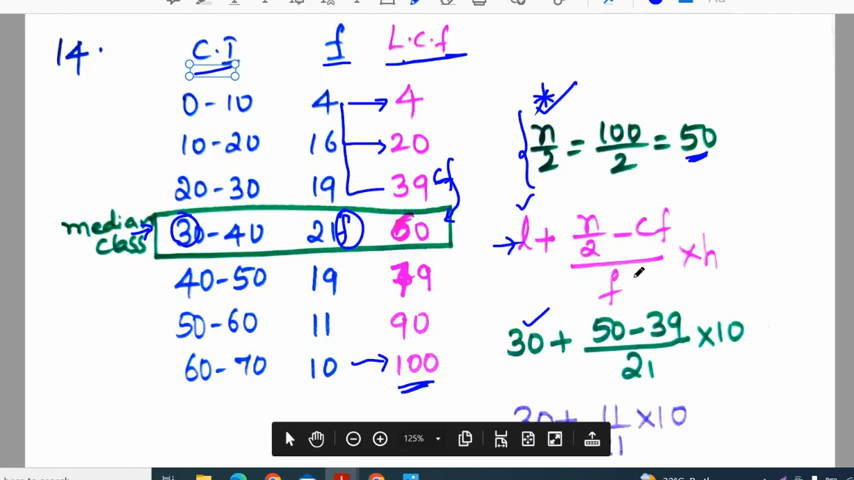 14. C.I f L.c.f
0-10 4 → 4
10-20 16 → 20
20-30 19 39 cf
median class → 30-40 21 f 60
40-50 19 79
50-60 11 90
60-70 10 → 100
* n/2 = 100/2 = 50
→ l + (n/2 - cf)/f × h
30 + (50-39)/21 × 10
30 + 11/21 × 10
125%